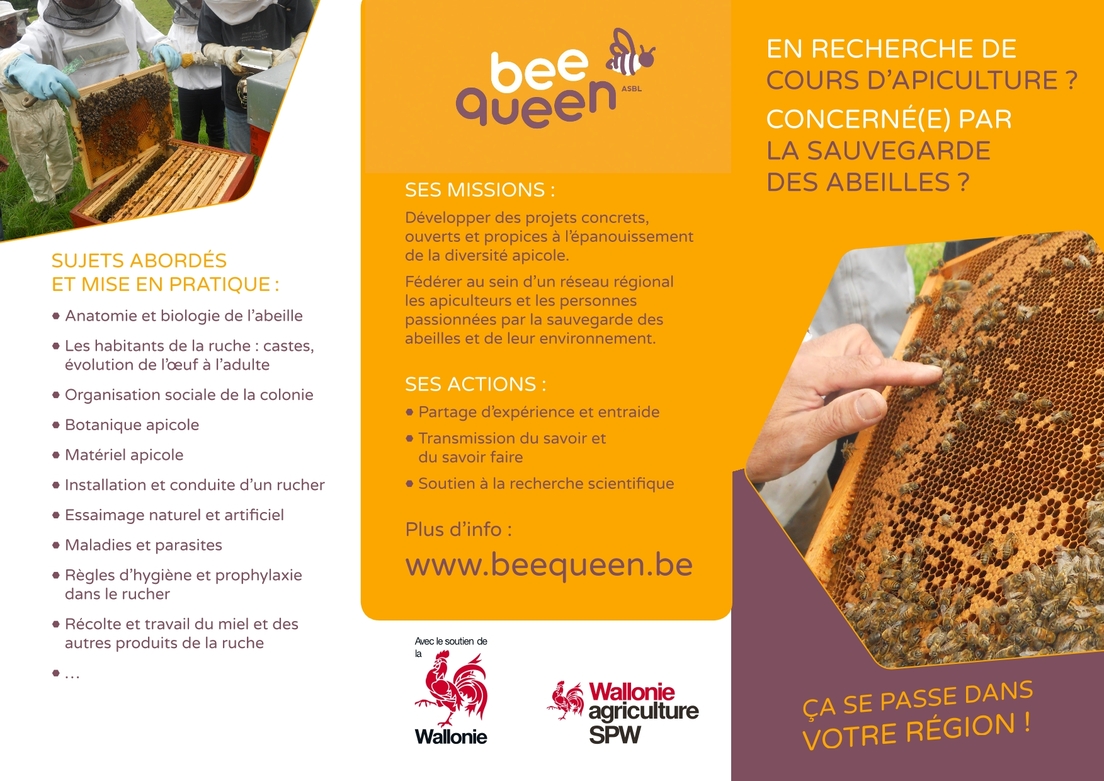 SUJETS ABORDÉS
ET MISE EN PRATIQUE :
• Anatomie et biologie de l'abeille
• Les habitants de la ruche : castes,
évolution de l'œuf à l'adulte
• Organisation sociale de la colonie
• Botanique apicole
• Matériel apicole
• Installation et conduite d'un rucher
• Essaimage naturel et artificiel
• Maladies et parasites
• Règles d'hygiène et prophylaxie
dans le rucher
• Récolte et travail du miel et des
autres produits de la ruche
• ...
bee
queen
ASBL
SES MISSIONS :
Développer des projets concrets,
ouverts et propices à l'épanouissement
de la diversité apicole.
Fédérer au sein d'un réseau régional
les apiculteurs et les personnes
passionnées par la sauvegarde des
abeilles et de leur environnement.
SES ACTIONS :
• Partage d'expérience et entraide
• Transmission du savoir et
du savoir faire
• Soutien à la recherche scientifique
Plus d'info :
www.beequeen.be
Avec le soutien de
la
Wallonie
Wallonie
agriculture
SPW
EN RECHERCHE DE
COURS D'APICULTURE ?
CONCERNÉ(E) PAR
LA SAUVEGARDE
DES ABEILLES ?
ÇA SE PASSE DANS
VOTRE RÉGION !